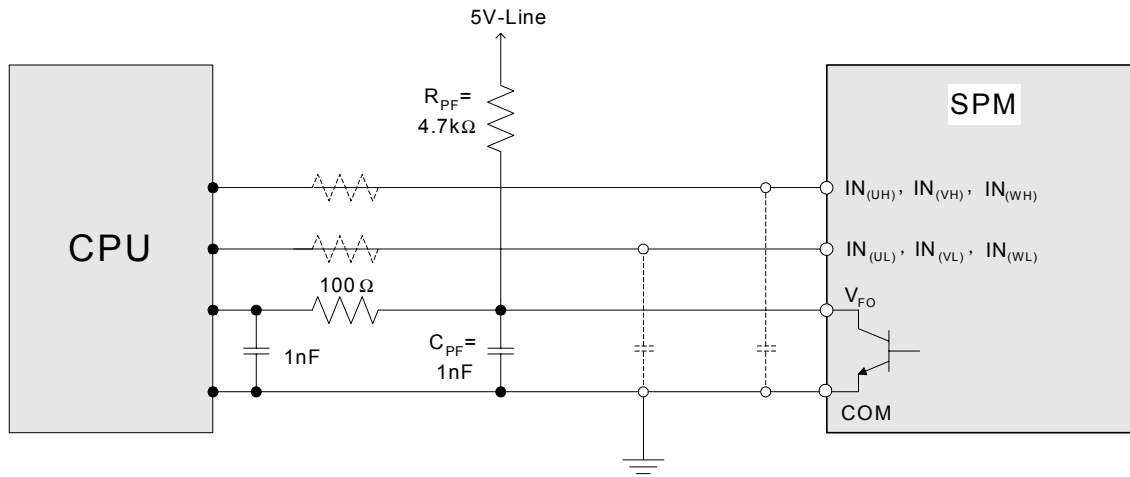 5V-Line
R_PF=
4.7kΩ
SPM
CPU
IN_(UH), IN_(VH), IN_(WH)
IN_(UL), IN_(VL), IN_(WL)
100 Ω
V_FO
1nF
C_PF=
1nF
COM